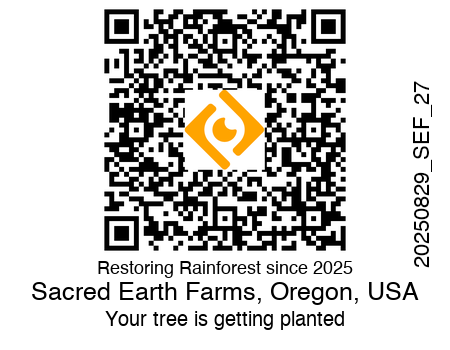 Restoring Rainforest since 2025
Sacred Earth Farms, Oregon, USA
Your tree is getting planted
20250829_SEF_27